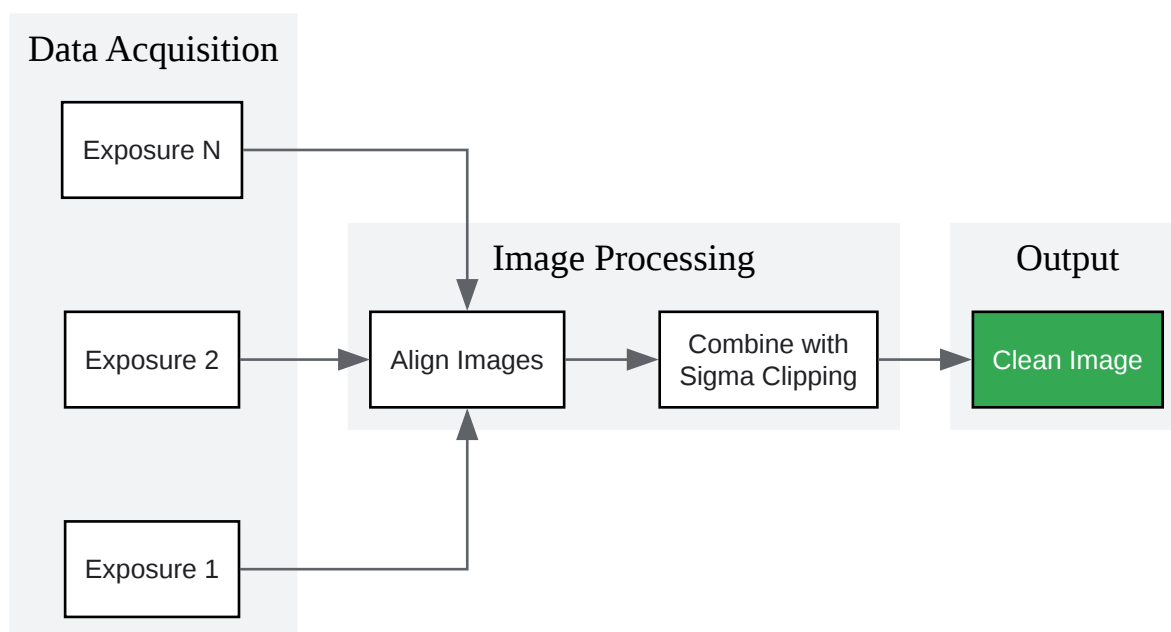 Data Acquisition
Exposure N
Exposure 2
Exposure 1
Image Processing
Align Images
Combine with
Sigma Clipping
Output
Clean Image